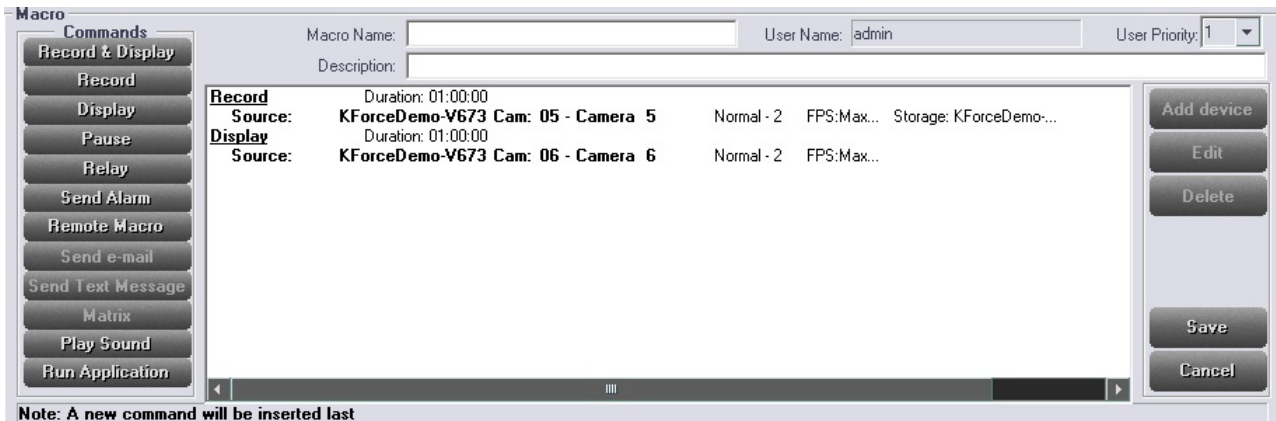 Macro
Commands
Record & Display
Record
Display
Pause
Relay
Send Alarm
Remote Macro
Send e-mail
Send Text Message
Matrix
Play Sound
Run Application
Macro Name:
User Name: admin
User Priority: 1
Description:
Record Duration: 01:00:00
Source: KForceDemo-V673 Cam: 05 - Camera 5 Normal - 2 FPS:Max... Storage: KForceDemo-...
Display Duration: 01:00:00
Source: KForceDemo-V673 Cam: 06 - Camera 6 Normal - 2 FPS:Max...
Add device
Edit
Delete
Save
Cancel
Note: A new command will be inserted last